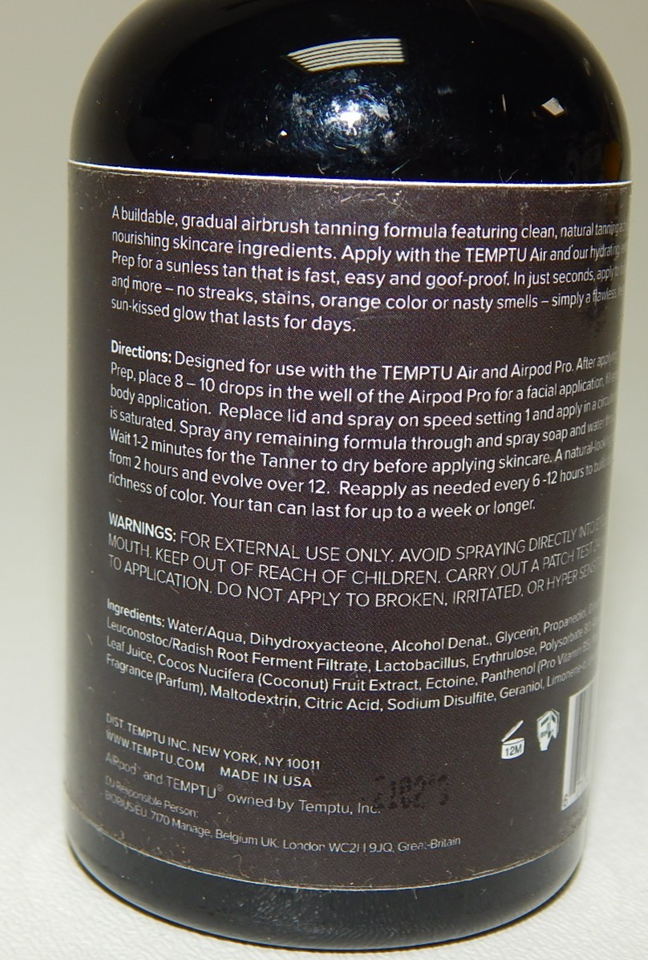 A buildable, gradual airbrush tanning formula featuring clean, natural tanning
nourishing skincare ingredients. Apply with the TEMPTU Air and our hydrating
Prep for a sunless tan that is fast, easy and goof-proof. In just seconds, apply to
and more – no streaks, stains, orange color or nasty smells – simply a flawless,
sun-kissed glow that lasts for days.
Directions: Designed for use with the TEMPTU Air and Airpod Pro. After
Prep, place 8 – 10 drops in the well of the Airpod Pro for a facial application,
body application. Replace lid and spray on speed setting 1 and apply in a
is saturated. Spray any remaining formula through and spray soap and water
Wait 1-2 minutes for the Tanner to dry before applying skincare. A
from 2 hours and evolve over 12. Reapply as needed every 6 -12 hours to
richness of color. Your tan can last for up to a week or longer.
WARNINGS: FOR EXTERNAL USE ONLY. AVOID SPRAYING DIRECTLY INTO
MOUTH. KEEP OUT OF REACH OF CHILDREN. CARRY OUT A PATCH TEST
TO APPLICATION. DO NOT APPLY TO BROKEN, IRRITATED, OR HYPER
Ingredients: Water/Aqua, Dihydroxyacteone, Alcohol Denat., Glycerin, Propanediol,
Leuconostoc/Radish Root Ferment Filtrate, Lactobacillus, Erythrulose, Polysorbate
Leaf Juice, Cocos Nucifera (Coconut) Fruit Extract, Ectoine, Panthenol (Pro Vitamin
Fragrance (Parfum), Maltodextrin, Citric Acid, Sodium Disulfite, Geraniol,
DIST. TEMPTU INC. NEW YORK, NY 10011
WWW.TEMPTU.COM MADE IN USA
AIRpod® and TEMPTU® owned by Temptu, Inc.
EU Responsible Person:
7170 Manage, Belgium UK: London WC2H 9JQ, Great-Britain
12M